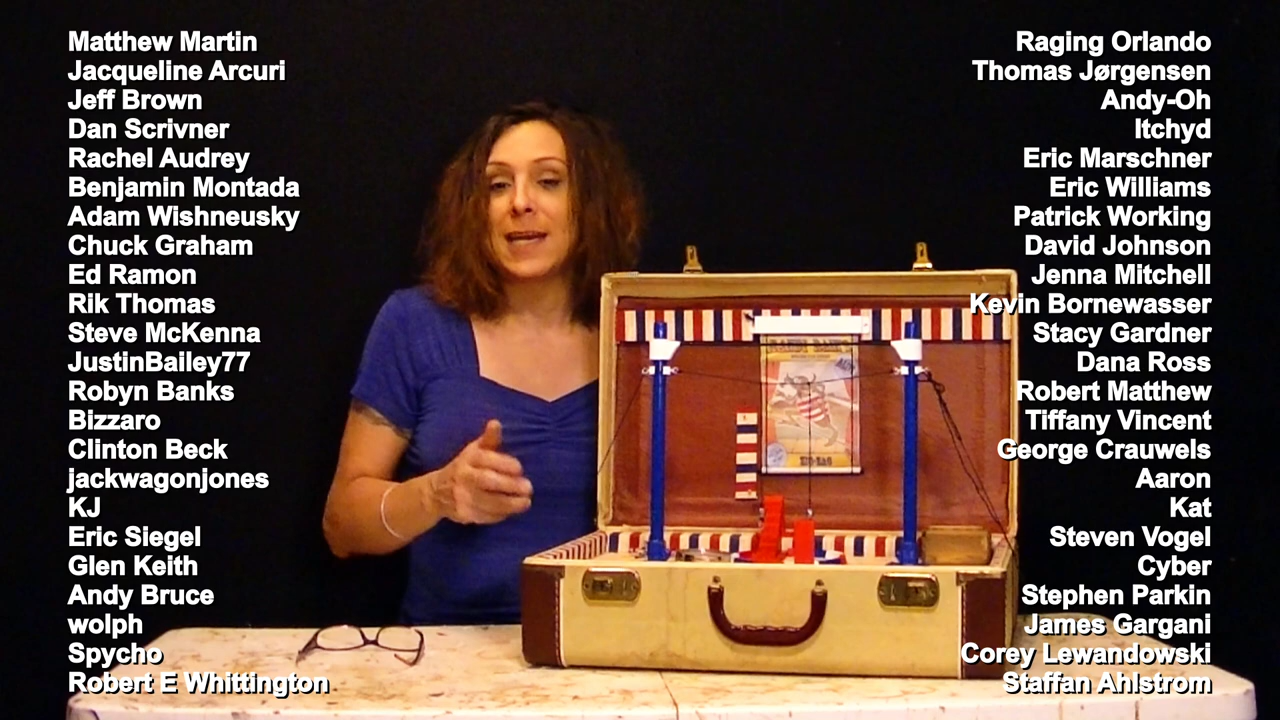 Matthew Martin
Jacqueline Arcuri
Jeff Brown
Dan Scrivner
Rachel Audrey
Benjamin Montada
Adam Wishneusky
Chuck Graham
Ed Ramon
Rik Thomas
Steve McKenna
JustinBailey77
Robyn Banks
Bizzaro
Clinton Beck
jackwagonjones
KJ
Eric Siegel
Glen Keith
Andy Bruce
wolph
Spycho
Robert E Whittington
Raging Orlando
Thomas Jørgensen
Andy-Oh
Itchyd
Eric Marschner
Eric Williams
Patrick Working
David Johnson
Jenna Mitchell
Kevin Bornewasser
Stacy Gardner
Dana Ross
Robert Matthew
Tiffany Vincent
George Crauwels
Aaron
Kat
Steven Vogel
Cyber
Stephen Parkin
James Gargani
Corey Lewandowski
Staffan Ahlstrom